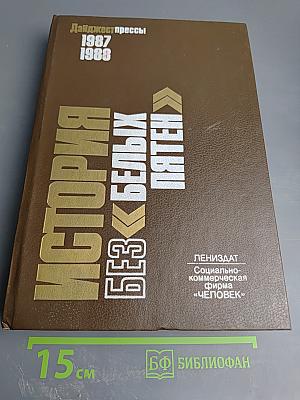 Дайджест прессы
1987
1988
ИСТОРИЯ
БЕЗ «БЕЛЫХ
ПЯТЕН»
ЛЕНИЗДАТ
Социально-
коммерческая
фирма
«ЧЕЛОВЕК»
15 см
БФ БИБЛИОФАН